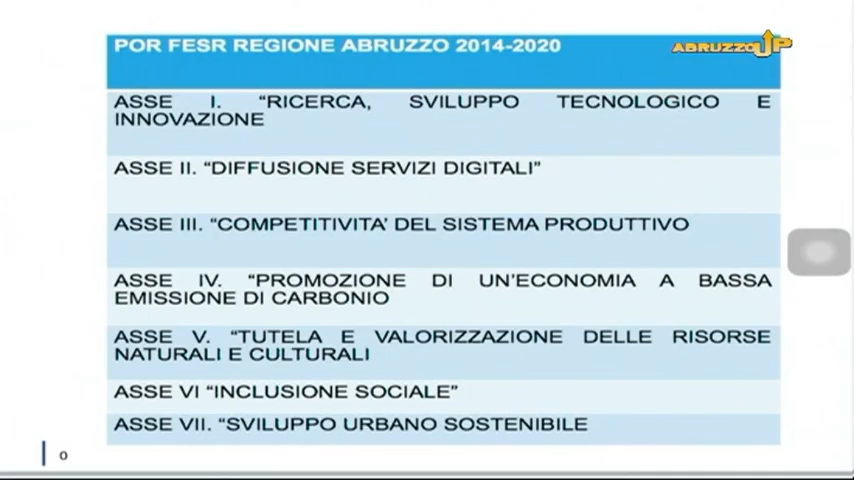 POR FESR REGIONE ABRUZZO 2014-2020
ABRUZZOUP
ASSE I. “RICERCA, SVILUPPO TECNOLOGICO E
INNOVAZIONE
ASSE II. “DIFFUSIONE SERVIZI DIGITALI”
ASSE III. “COMPETITIVITA’ DEL SISTEMA PRODUTTIVO
ASSE IV. “PROMOZIONE DI UN’ECONOMIA A BASSA
EMISSIONE DI CARBONIO
ASSE V. “TUTELA E VALORIZZAZIONE DELLE RISORSE
NATURALI E CULTURALI
ASSE VI “INCLUSIONE SOCIALE”
ASSE VII. “SVILUPPO URBANO SOSTENIBILE
0